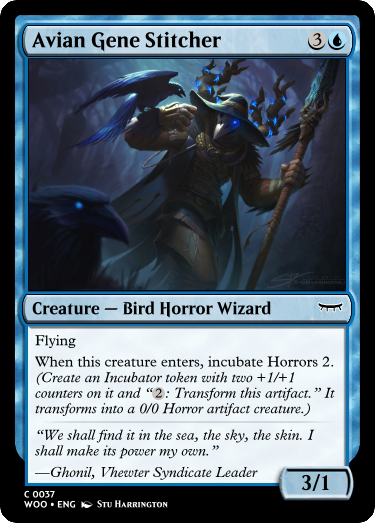 Avian Gene Stitcher 3
Creature — Bird Horror Wizard
Flying
When this creature enters, incubate Horrors 2.
(Create an Incubator token with two +1/+1
counters on it and “2: Transform this artifact.” It
transforms into a 0/0 Horror artifact creature.)
“We shall find it in the sea, the sky, the skin. I
shall make its power my own.”
—Ghonil, Vhewter Syndicate Leader
3/1
C 0037
WOO • ENG Stu Harrington